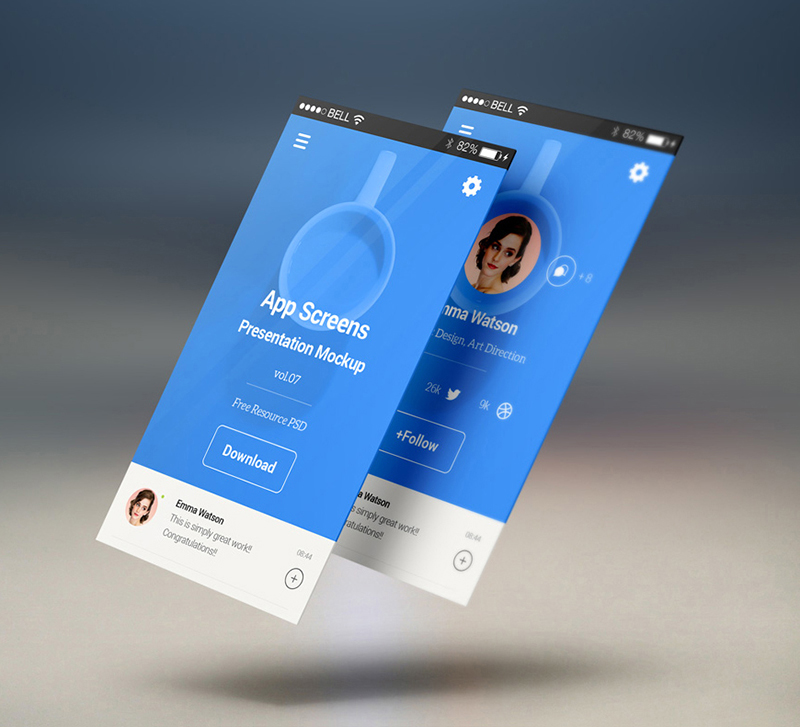 BELL
82%
App Screens
Presentation Mockup
vol.07
Free Resource PSD
Download
Emma Watson
This is simply great work!!
Congratulations!!
08:44
BELL
82%
+8
mma Watson
Design, Art Direction
26k
9k
+Follow
a Watson
simply great work!!
ratulations!!
08:44